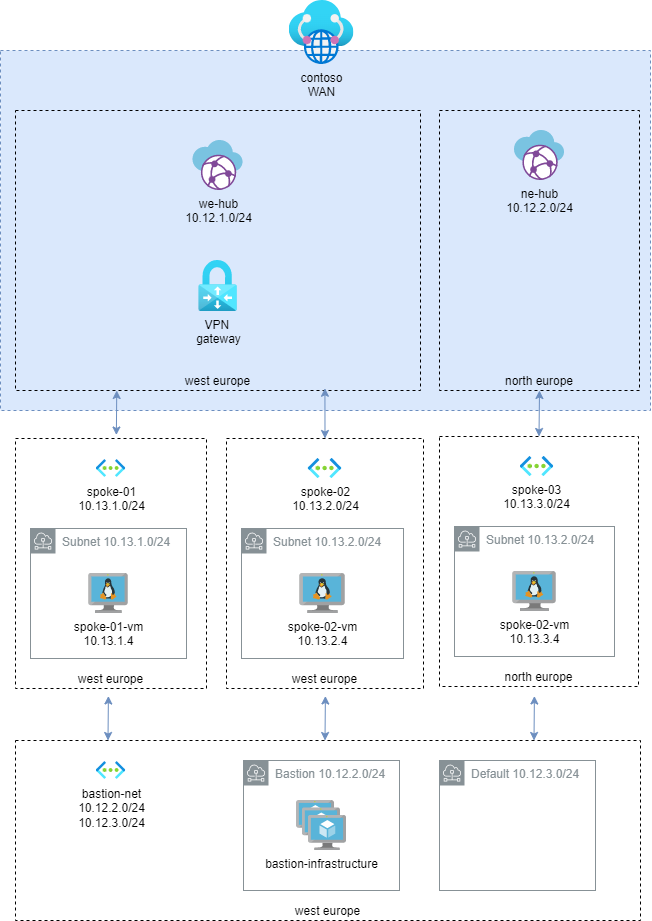 contoso
WAN
we-hub
10.12.1.0/24
VPN
gateway
west europe
ne-hub
10.12.2.0/24
north europe
spoke-01
10.13.1.0/24
Subnet 10.13.1.0/24
spoke-01-vm
10.13.1.4
west europe
spoke-02
10.13.2.0/24
Subnet 10.13.2.0/24
spoke-02-vm
10.13.2.4
west europe
spoke-03
10.13.3.0/24
Subnet 10.13.2.0/24
spoke-02-vm
10.13.3.4
north europe
bastion-net
10.12.2.0/24
10.12.3.0/24
Bastion 10.12.2.0/24
bastion-infrastructure
Default 10.12.3.0/24
west europe